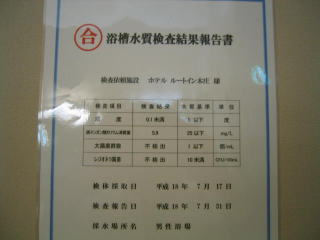 合 浴槽水質検査結果報告書
検査依頼施設 ホテル ルートイン本庄 様
検査項目 検査結果 水質基準 単位
濁度 0.1未満 5以下 度
過マンガン酸カリウム消費量 5.9 25以下 mg/L
大腸菌群数 不検出 1以下 個/mL
レジオネラ属菌 不検出 10未満 CFU/100mL
検体採取日 平成18年 7月17日
検査報告日 平成18年 7月31日
採水場所名 男性浴場